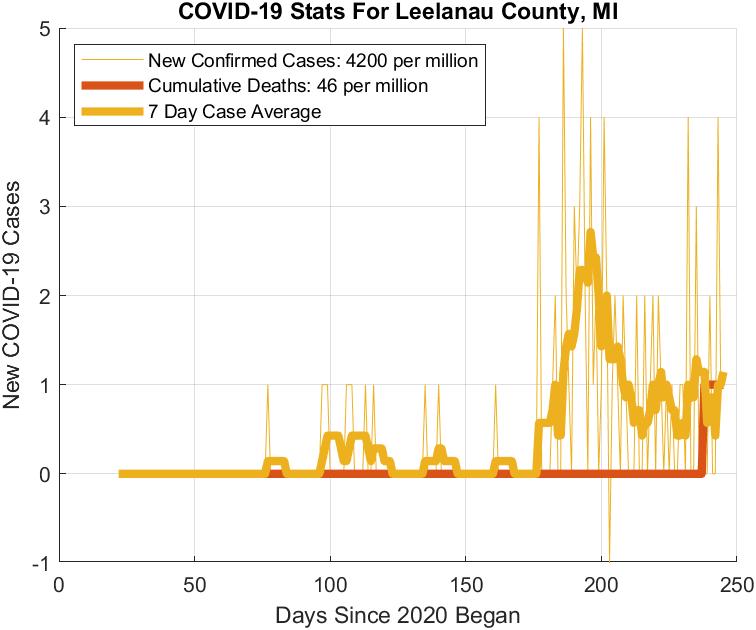 COVID-19 Stats For Leelanau County, MI
New Confirmed Cases: 4200 per million
Cumulative Deaths: 46 per million
7 Day Case Average
New COVID-19 Cases
5
4
3
2
1
0
-1
0 50 100 150 200 250
Days Since 2020 Began